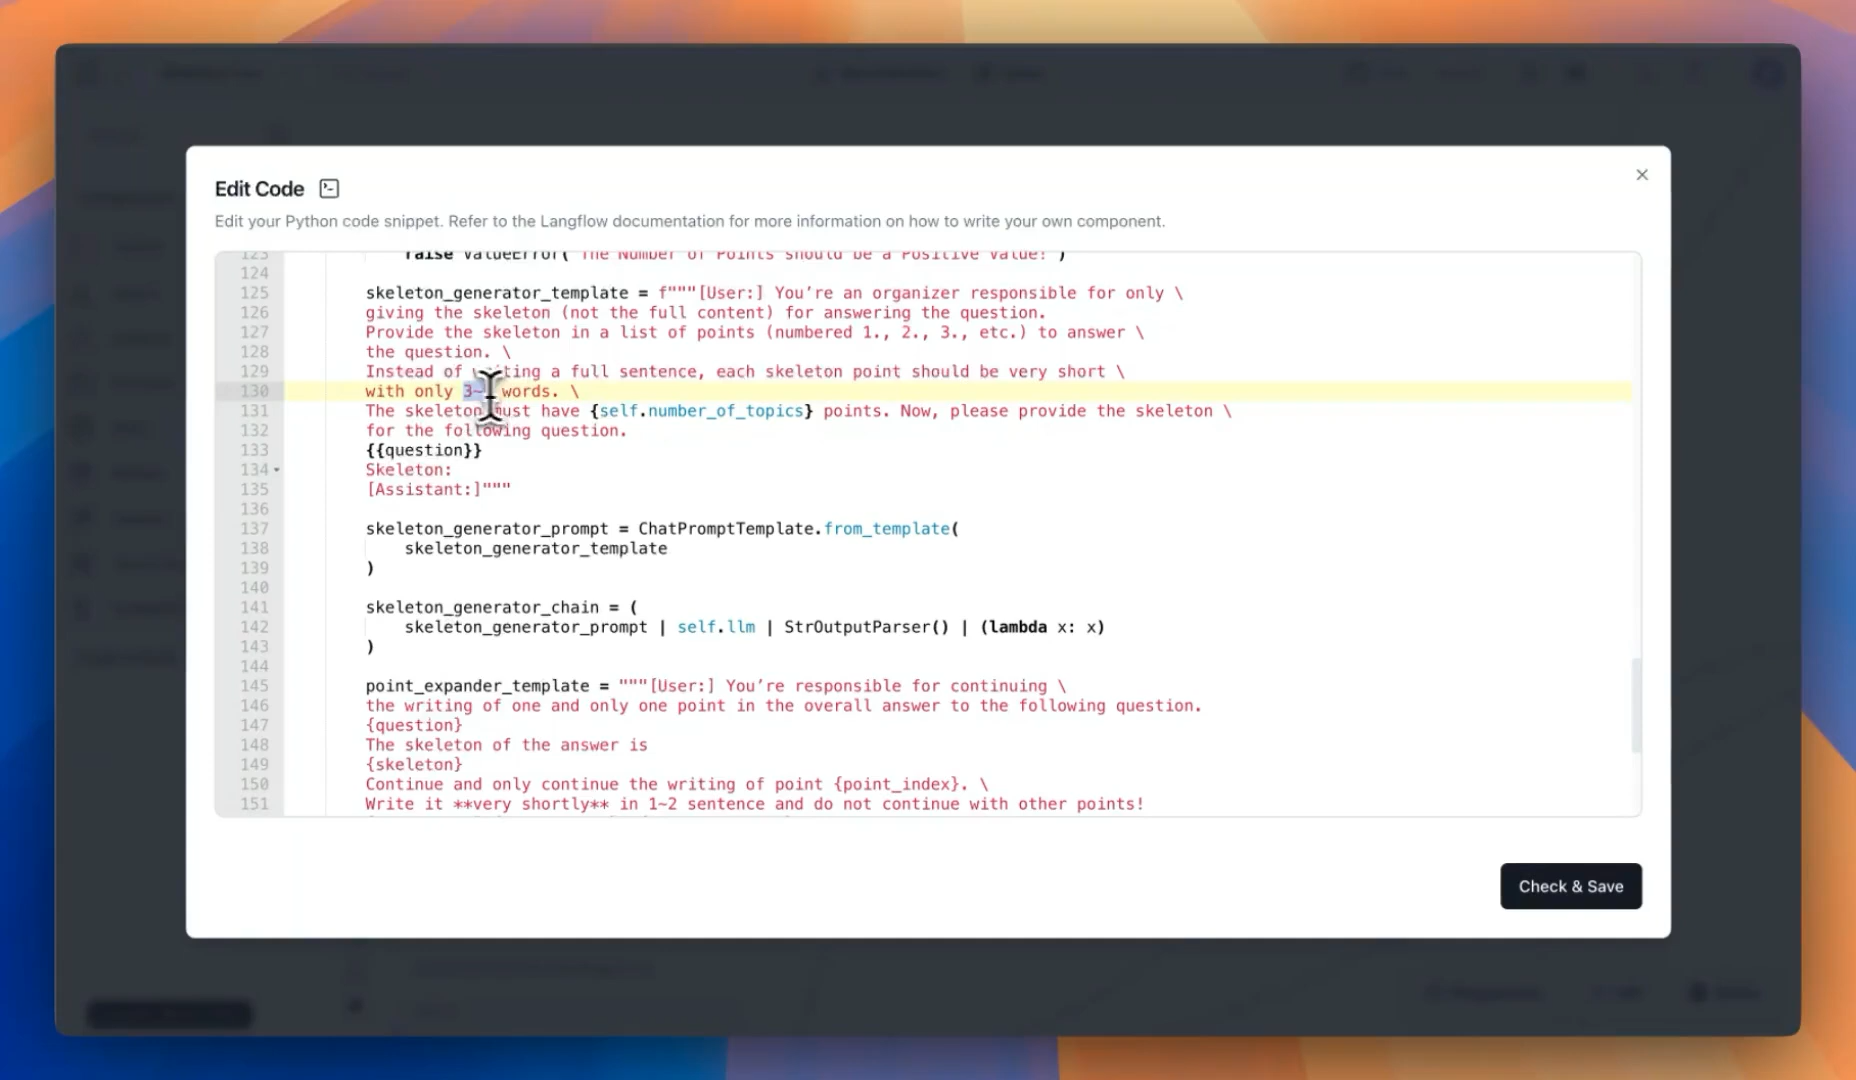 Edit Code
Edit your Python code snippet. Refer to the Langflow documentation for more information on how to write your own component.
123 raise ValueError("The Number of Points should be a Positive Value!")
124
125 skeleton_generator_template = f"""[User:] You’re an organizer responsible for only \
126 giving the skeleton (not the full content) for answering the question.
127 Provide the skeleton in a list of points (numbered 1., 2., 3., etc.) to answer \
128 the question. \
129 Instead of writing a full sentence, each skeleton point should be very short \
130 with only 3~ words. \
131 The skeleton must have {self.number_of_topics} points. Now, please provide the skeleton \
132 for the following question.
133 {{question}}
134 Skeleton:
135 [Assistant:]"""
136
137 skeleton_generator_prompt = ChatPromptTemplate.from_template(
138 skeleton_generator_template
139 )
140
141 skeleton_generator_chain = (
142 skeleton_generator_prompt | self.llm | StrOutputParser() | (lambda x: x)
143 )
144
145 point_expander_template = """[User:] You’re responsible for continuing \
146 the writing of one and only one point in the overall answer to the following question.
147 {question}
148 The skeleton of the answer is
149 {skeleton}
150 Continue and only continue the writing of point {point_index}. \
151 Write it **very shortly** in 1~2 sentence and do not continue with other points!
Check & Save